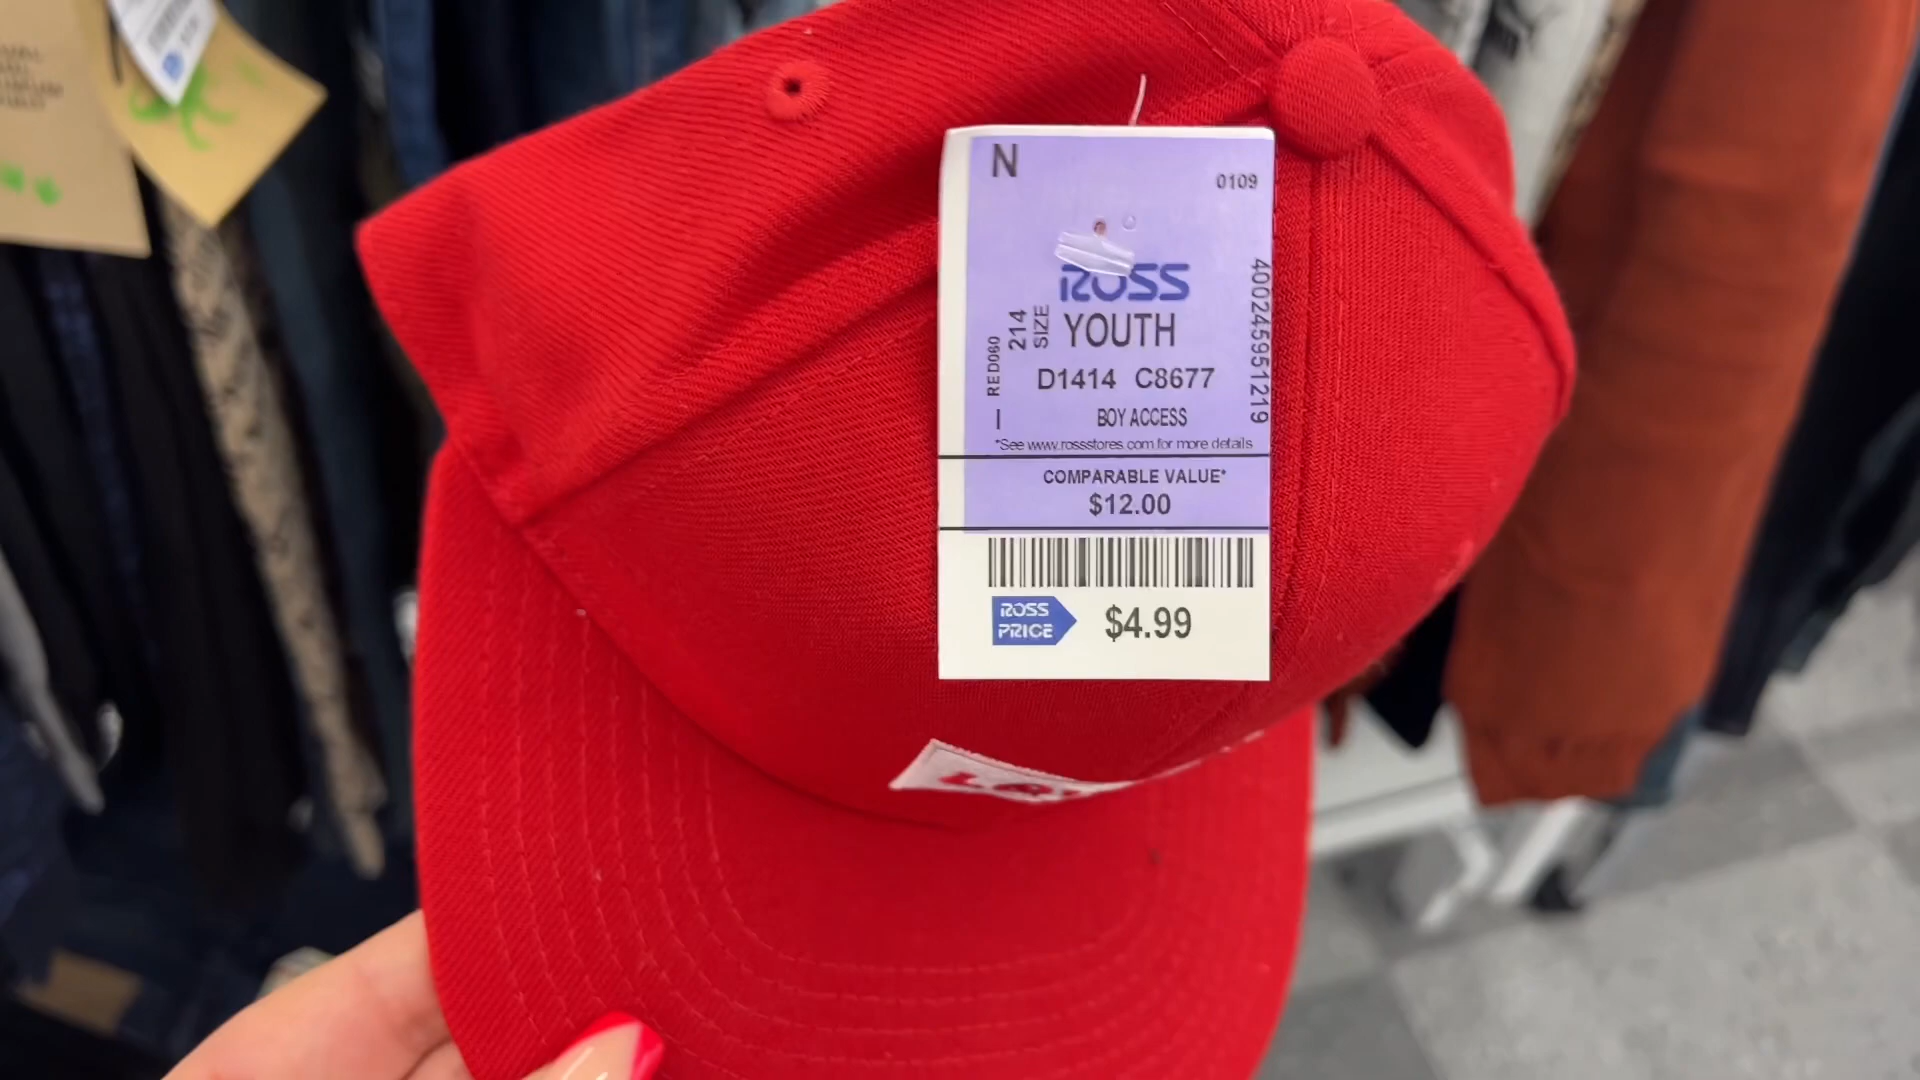 N
0109
ROSS
SIZE
YOUTH
214
RED060
D1414 C8677
I
BOY ACCESS
400245951219
*See www.rossstores.com for more details
COMPARABLE VALUE*
$12.00
ROSS
PRICE
$4.99